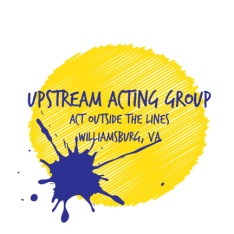 UPSTREAM ACTING GROUP
ACT OUTSIDE THE LINES
WILLIAMSBURG, VA